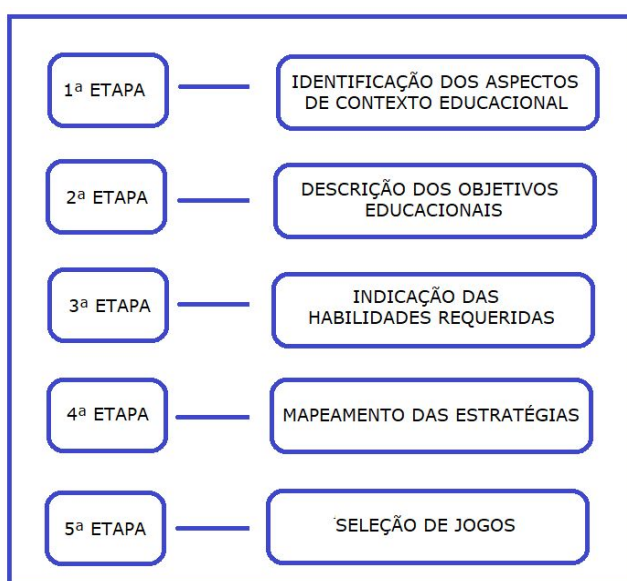 1ª ETAPA
IDENTIFICAÇÃO DOS ASPECTOS
DE CONTEXTO EDUCACIONAL
2ª ETAPA
DESCRIÇÃO DOS OBJETIVOS
EDUCACIONAIS
3ª ETAPA
INDICAÇÃO DAS
HABILIDADES REQUERIDAS
4ª ETAPA
MAPEAMENTO DAS ESTRATÉGIAS
5ª ETAPA
SELEÇÃO DE JOGOS